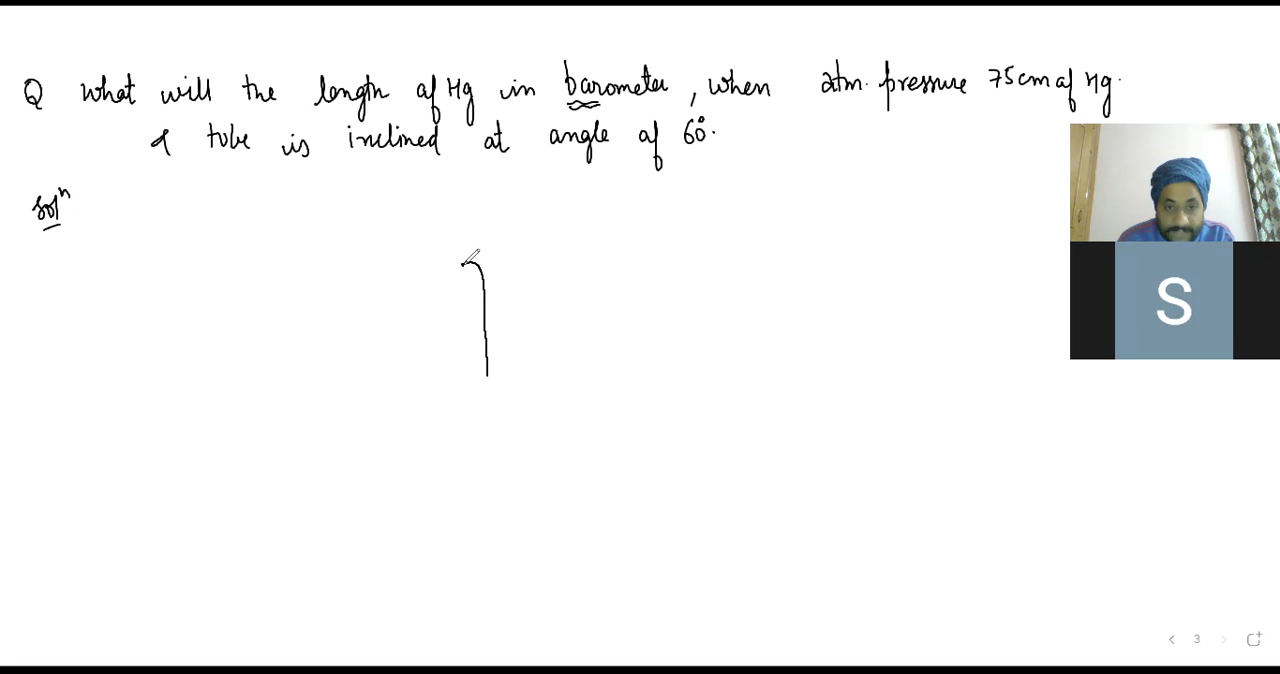 Q what will the length of Hg in barometer, when atm. pressure 75cm of Hg.
& tube is inclined at angle of 60°.
Solⁿ
S
3